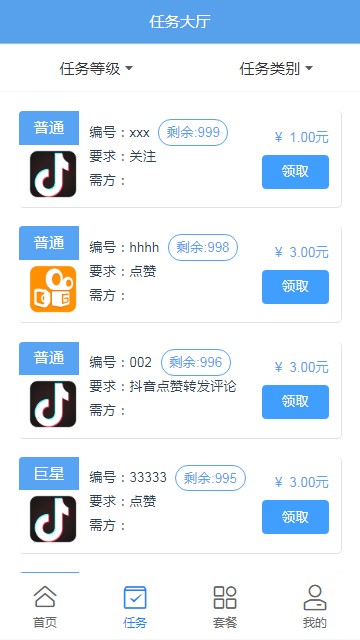 任务大厅
任务等级 任务类别
普通
编号：xxx 剩余:999
¥ 1.00元
要求：关注
领取
需方：
普通
编号：hhhh 剩余:998
¥ 3.00元
要求：点赞
领取
需方：
普通
编号：002 剩余:996
¥ 3.00元
要求：抖音点赞转发评论
领取
需方：
巨星
编号：33333 剩余:995
¥ 3.00元
要求：点赞
领取
需方：
首页 任务 套餐 我的